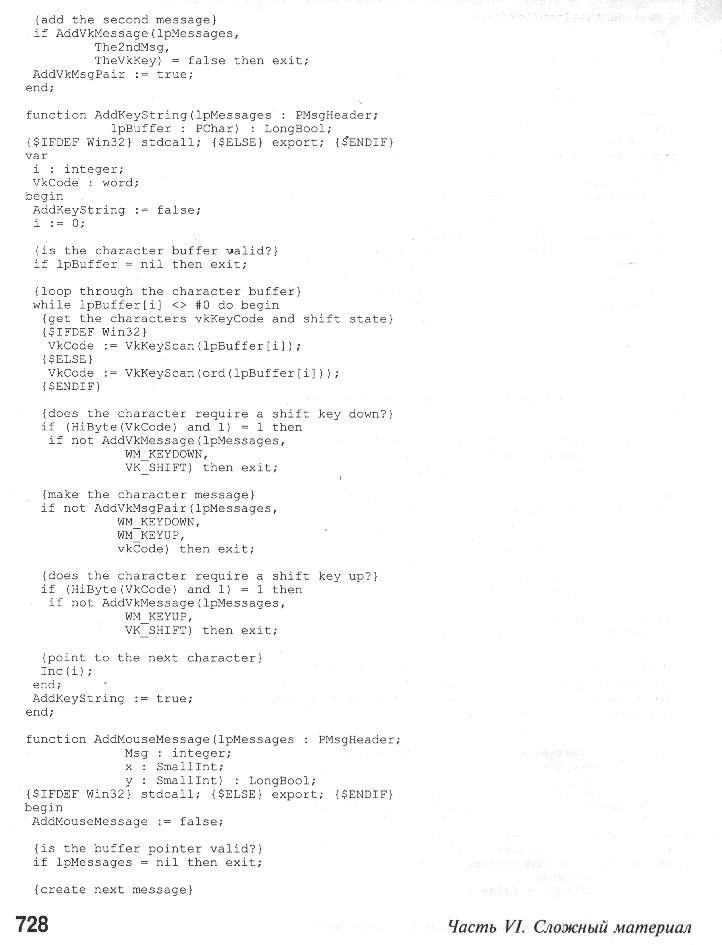 {add the second message}
if AddVkMessage(lpMessages,
The2ndMsg,
TheVkKey) = false then exit;
AddVkMsgPair := true;
end;
function AddKeyString(lpMessages : PMsgHeader;
lpBuffer : PChar) : LongBool;
{$IFDEF Win32} stdcall; {$ELSE} export; {$ENDIF}
var
i : integer;
VkCode : word;
begin
AddKeyString := false;
i := 0;
{is the character buffer valid?}
if lpBuffer = nil then exit;
{loop through the character buffer}
while lpBuffer[i] <> #0 do begin
{get the characters vkKeyCode and shift state}
{$IFDEF Win32}
VkCode := VkKeyScan(lpBuffer[i]);
{$ELSE}
VkCode := VkKeyScan(ord(lpBuffer[i]));
{$ENDIF}
{does the character require a shift key down?}
if (HiByte(VkCode) and 1) = 1 then
if not AddVkMessage(lpMessages,
WM_KEYDOWN,
VK_SHIFT) then exit;
{make the character message}
if not AddVkMsgPair(lpMessages,
WM_KEYDOWN,
WM_KEYUP,
vkCode) then exit;
{does the character require a shift key up?}
if (HiByte(VkCode) and 1) = 1 then
if not AddVkMessage(lpMessages,
WM_KEYUP,
VK_SHIFT) then exit;
{point to the next character}
Inc(i);
end;
AddKeyString := true;
end;
function AddMouseMessage(lpMessages : PMsgHeader;
Msg : integer;
x : SmallInt;
y : SmallInt) : LongBool;
{$IFDEF Win32} stdcall; {$ELSE} export; {$ENDIF}
begin
AddMouseMessage := false;
{is the buffer pointer valid?}
if lpMessages = nil then exit;
{create next message}
728 Часть VI. Сложный материал